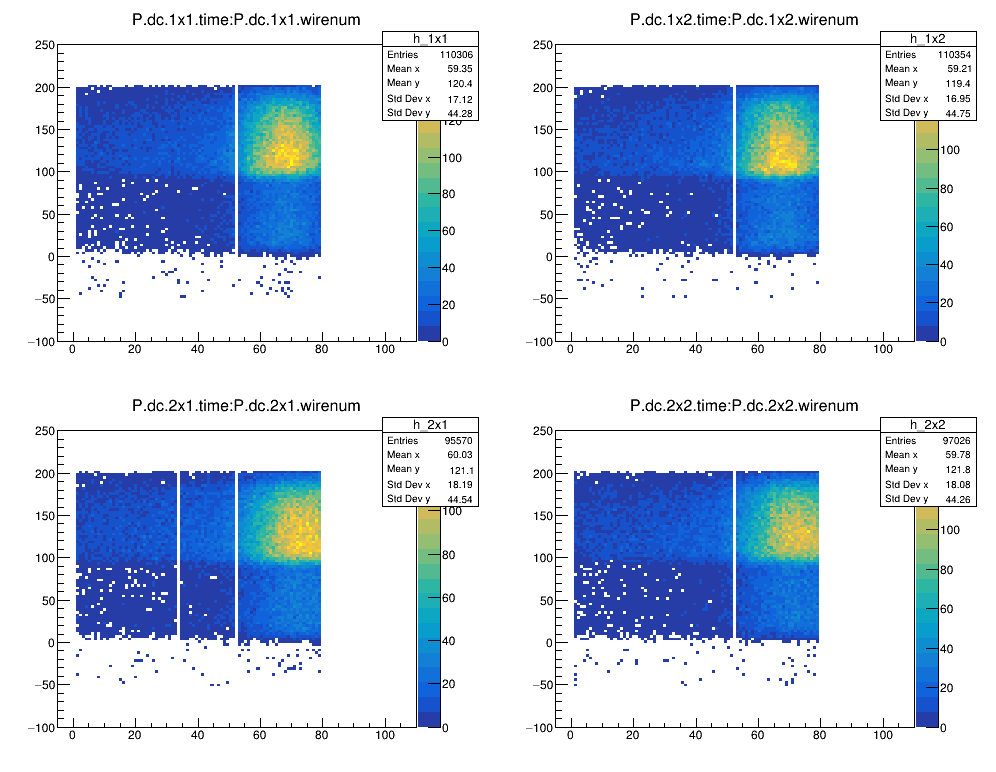 P.dc.1x1.time:P.dc.1x1.wirenum
h_1x1
Entries 110306
Mean x 59.35
Mean y 120.4
Std Dev x 17.12
Std Dev y 44.28
250
200
150
100
50
0
−50
−100
0 20 40 60 80 100
120
100
80
60
40
20
0
P.dc.1x2.time:P.dc.1x2.wirenum
h_1x2
Entries 110354
Mean x 59.21
Mean y 119.4
Std Dev x 16.95
Std Dev y 44.75
250
200
150
100
50
0
−50
−100
0 20 40 60 80 100
100
80
60
40
20
0
P.dc.2x1.time:P.dc.2x1.wirenum
h_2x1
Entries 95570
Mean x 60.03
Mean y 121.1
Std Dev x 18.19
Std Dev y 44.54
250
200
150
100
50
0
−50
−100
0 20 40 60 80 100
100
80
60
40
20
0
P.dc.2x2.time:P.dc.2x2.wirenum
h_2x2
Entries 97026
Mean x 59.78
Mean y 121.8
Std Dev x 18.08
Std Dev y 44.26
250
200
150
100
50
0
−50
−100
0 20 40 60 80 100
100
80
60
40
20
0